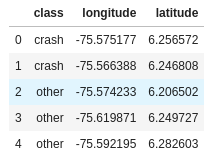 class longitude latitude
0 crash -75.575177 6.256572
1 crash -75.566388 6.246808
2 other -75.574233 6.206502
3 other -75.619871 6.249727
4 other -75.592195 6.282603